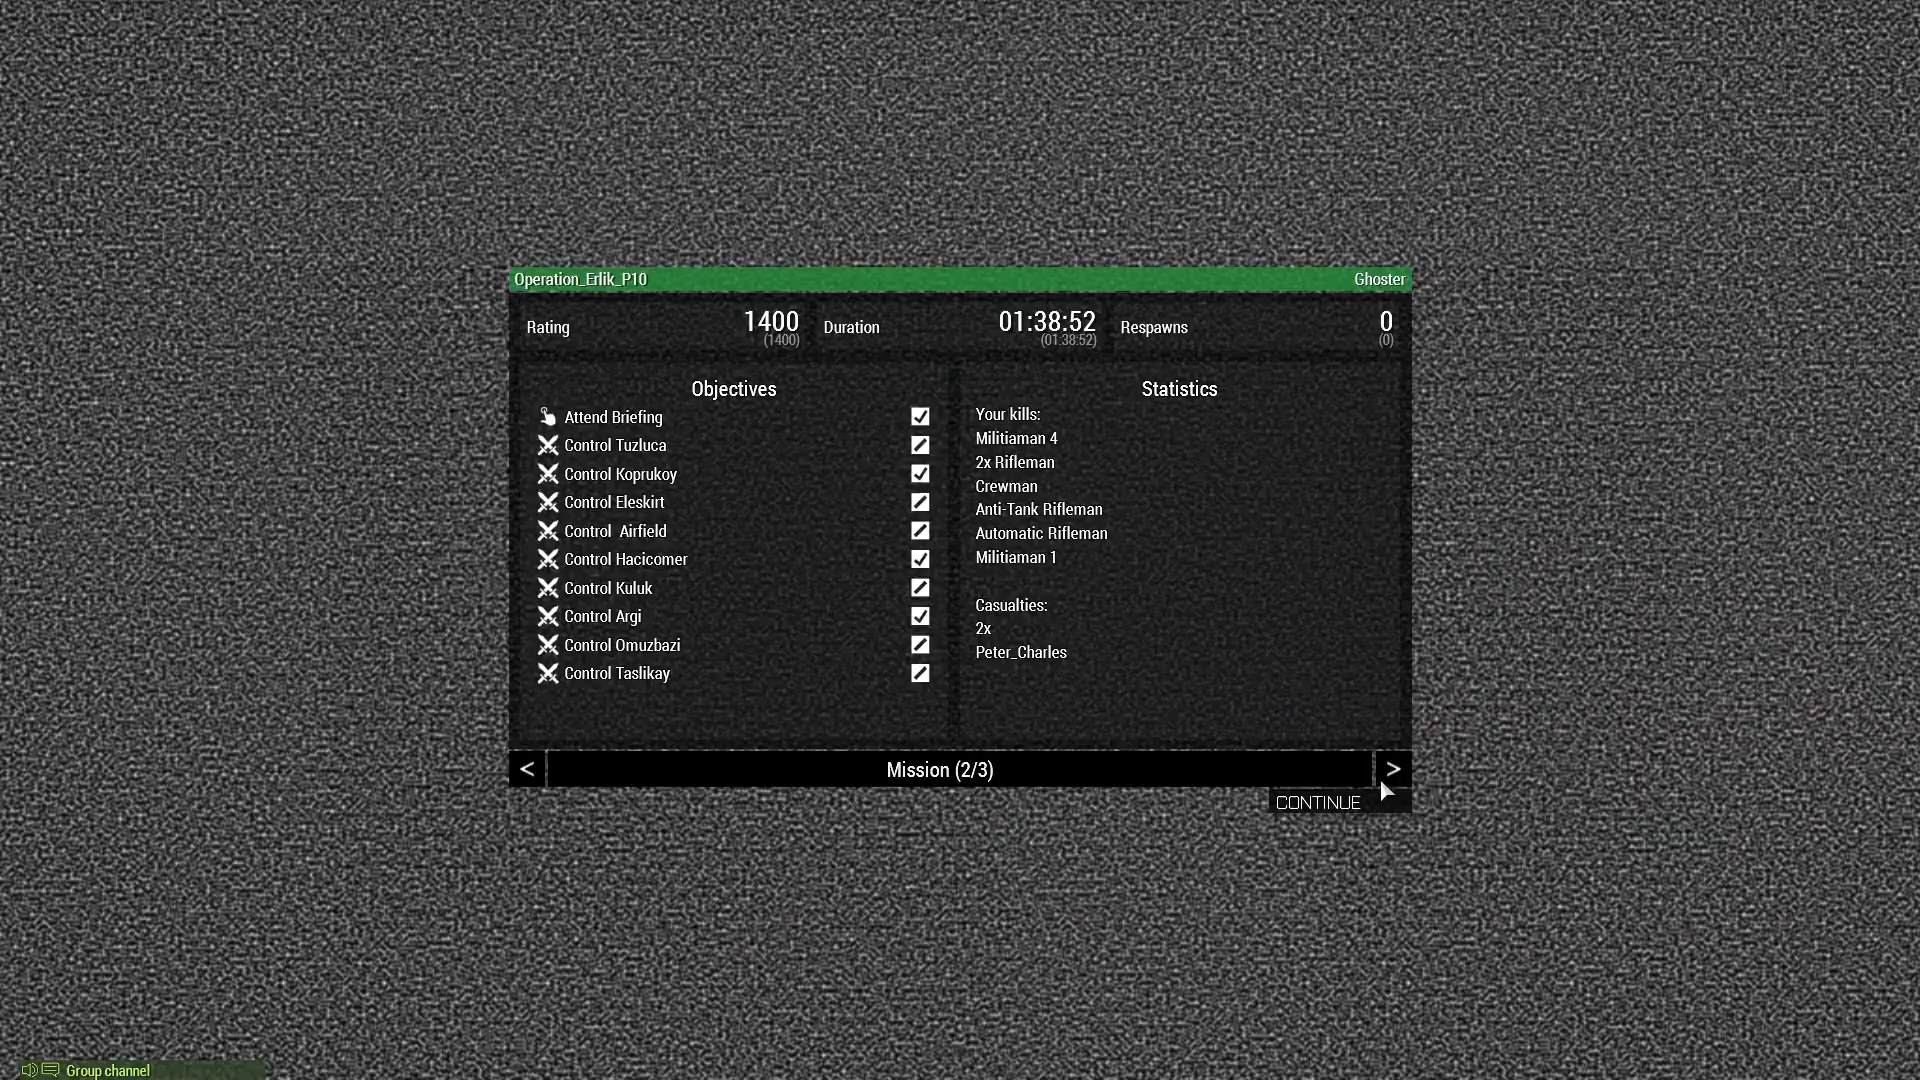 Operation_Erlik_P10 Ghoster
Rating 1400 Duration 01:38:52 Respawns 0
(1400) (01:38:52) (0)
Objectives
Attend Briefing
Control Tuzluca
Control Koprukoy
Control Eleskirt
Control  Airfield
Control Hacicomer
Control Kuluk
Control Argi
Control Omuzbazi
Control Taslikay
Statistics
Your kills:
Militiaman 4
2x Rifleman
Crewman
Anti-Tank Rifleman
Automatic Rifleman
Militiaman 1
Casualties:
2x
Peter_Charles
< Mission (2/3) >
CONTINUE
Group channel